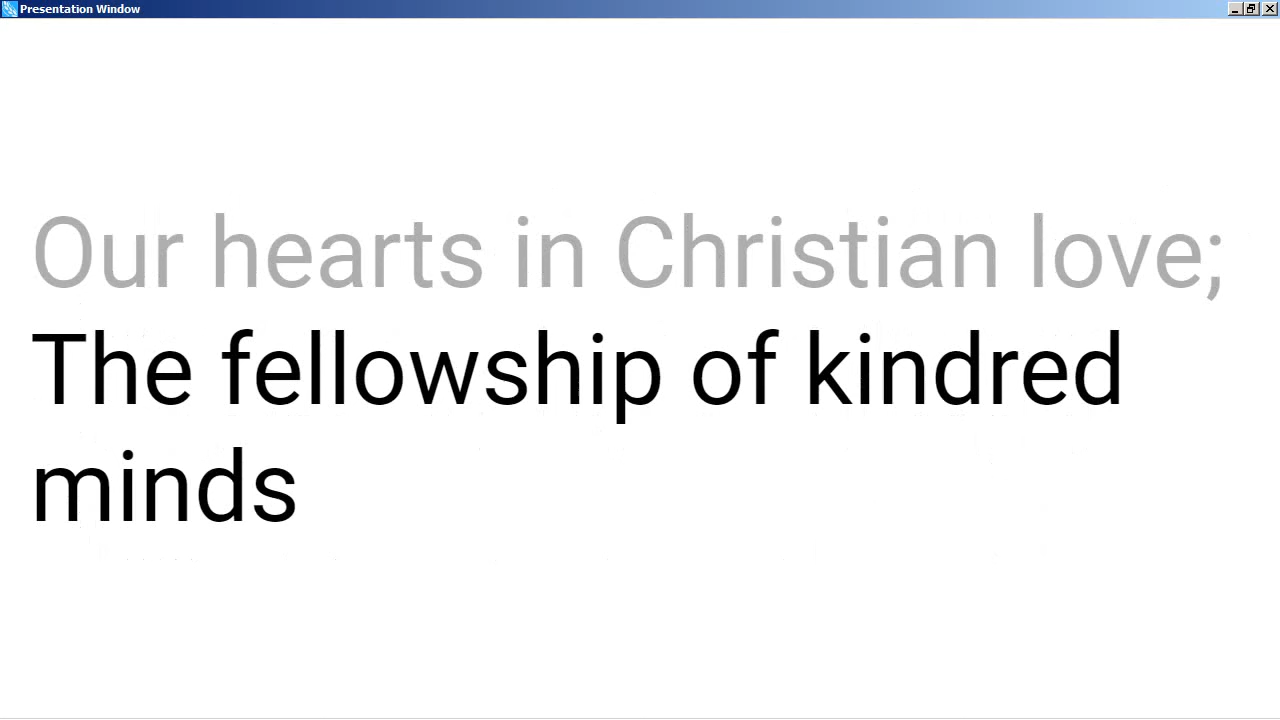 Presentation Window
Our hearts in Christian love;
The fellowship of kindred
minds